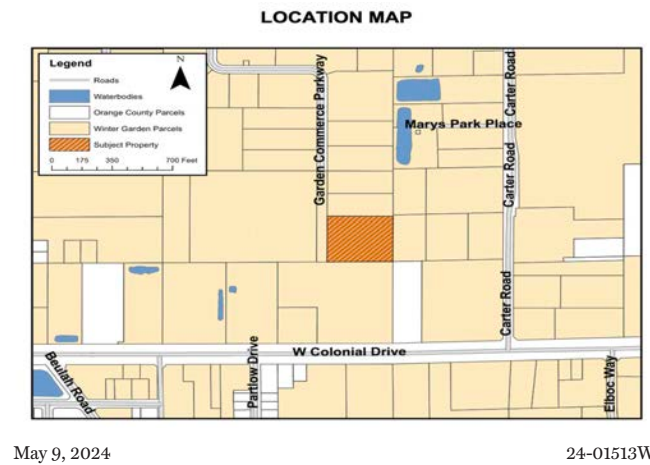 LOCATION MAP
Legend
Roads
Waterbodies
Orange County Parcels
Winter Garden Parcels
Subject Property
0 175 350 700 Feet
N
Garden Commerce Parkway
Carter Road
Marys Park Place
Carter Road
Carter Road
W Colonial Drive
Beulah Road
Partlow Drive
Elboc Way
May 9, 2024
24-01513W